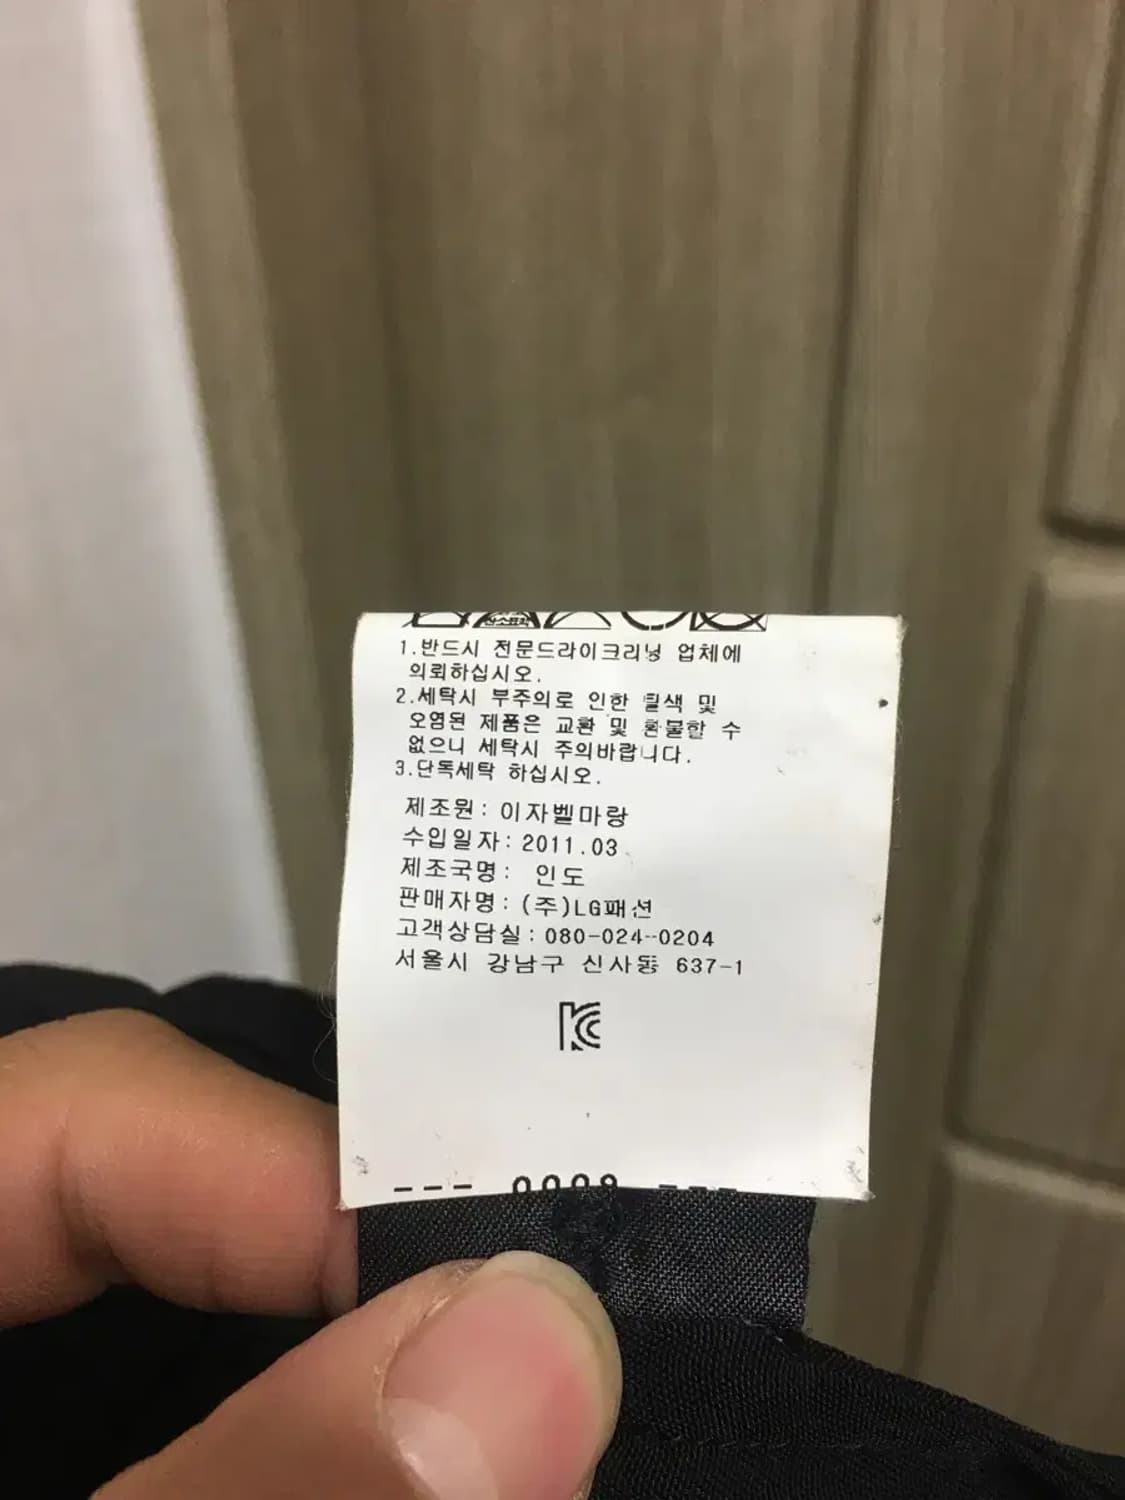 산소표백
1.반드시 전문드라이크리닝 업체에
의뢰하십시오.
2.세탁시 부주의로 인한 탈색 및
오염된 제품은 교환 및 환불할 수
없으니 세탁시 주의바랍니다.
3.단독세탁 하십시오.
제조원: 이자벨마랑
수입일자: 2011.03
제조국명: 인도
판매자명: (주)LG패션
고객상담실: 080-024-0204
서울시 강남구 신사동 637-1
KC